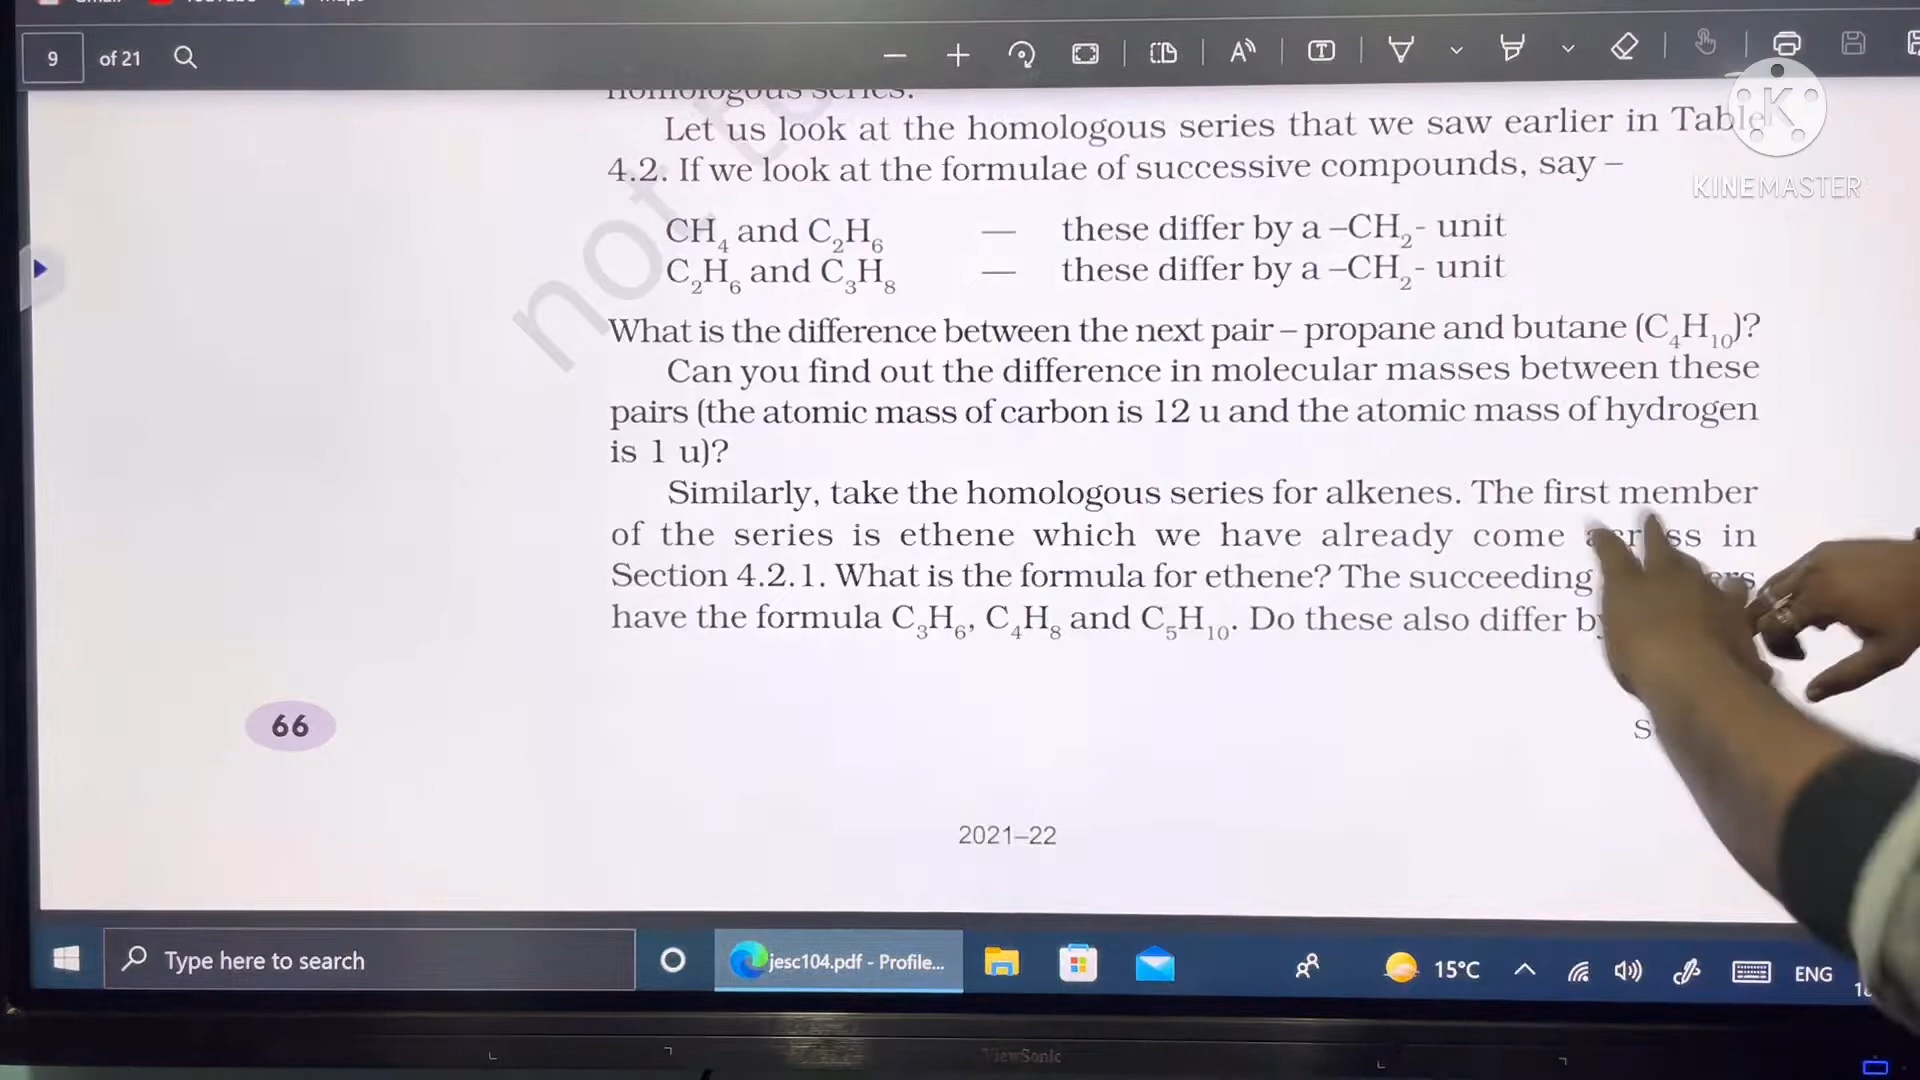 9 of 21
homologous series.
Let us look at the homologous series that we saw earlier in Table
4.2. If we look at the formulae of successive compounds, say –
CH₄ and C₂H₆ — these differ by a –CH₂- unit
C₂H₆ and C₃H₈ — these differ by a –CH₂- unit
What is the difference between the next pair – propane and butane (C₄H₁₀)?
Can you find out the difference in molecular masses between these
pairs (the atomic mass of carbon is 12 u and the atomic mass of hydrogen
is 1 u)?
Similarly, take the homologous series for alkenes. The first member
of the series is ethene which we have already come across in
Section 4.2.1. What is the formula for ethene? The succeeding
have the formula C₃H₆, C₄H₈ and C₅H₁₀. Do these also differ by
not
66
2021–22
K
KINEMASTER
Type here to search
jesc104.pdf - Profile...
15°C
ENG
ViewSonic